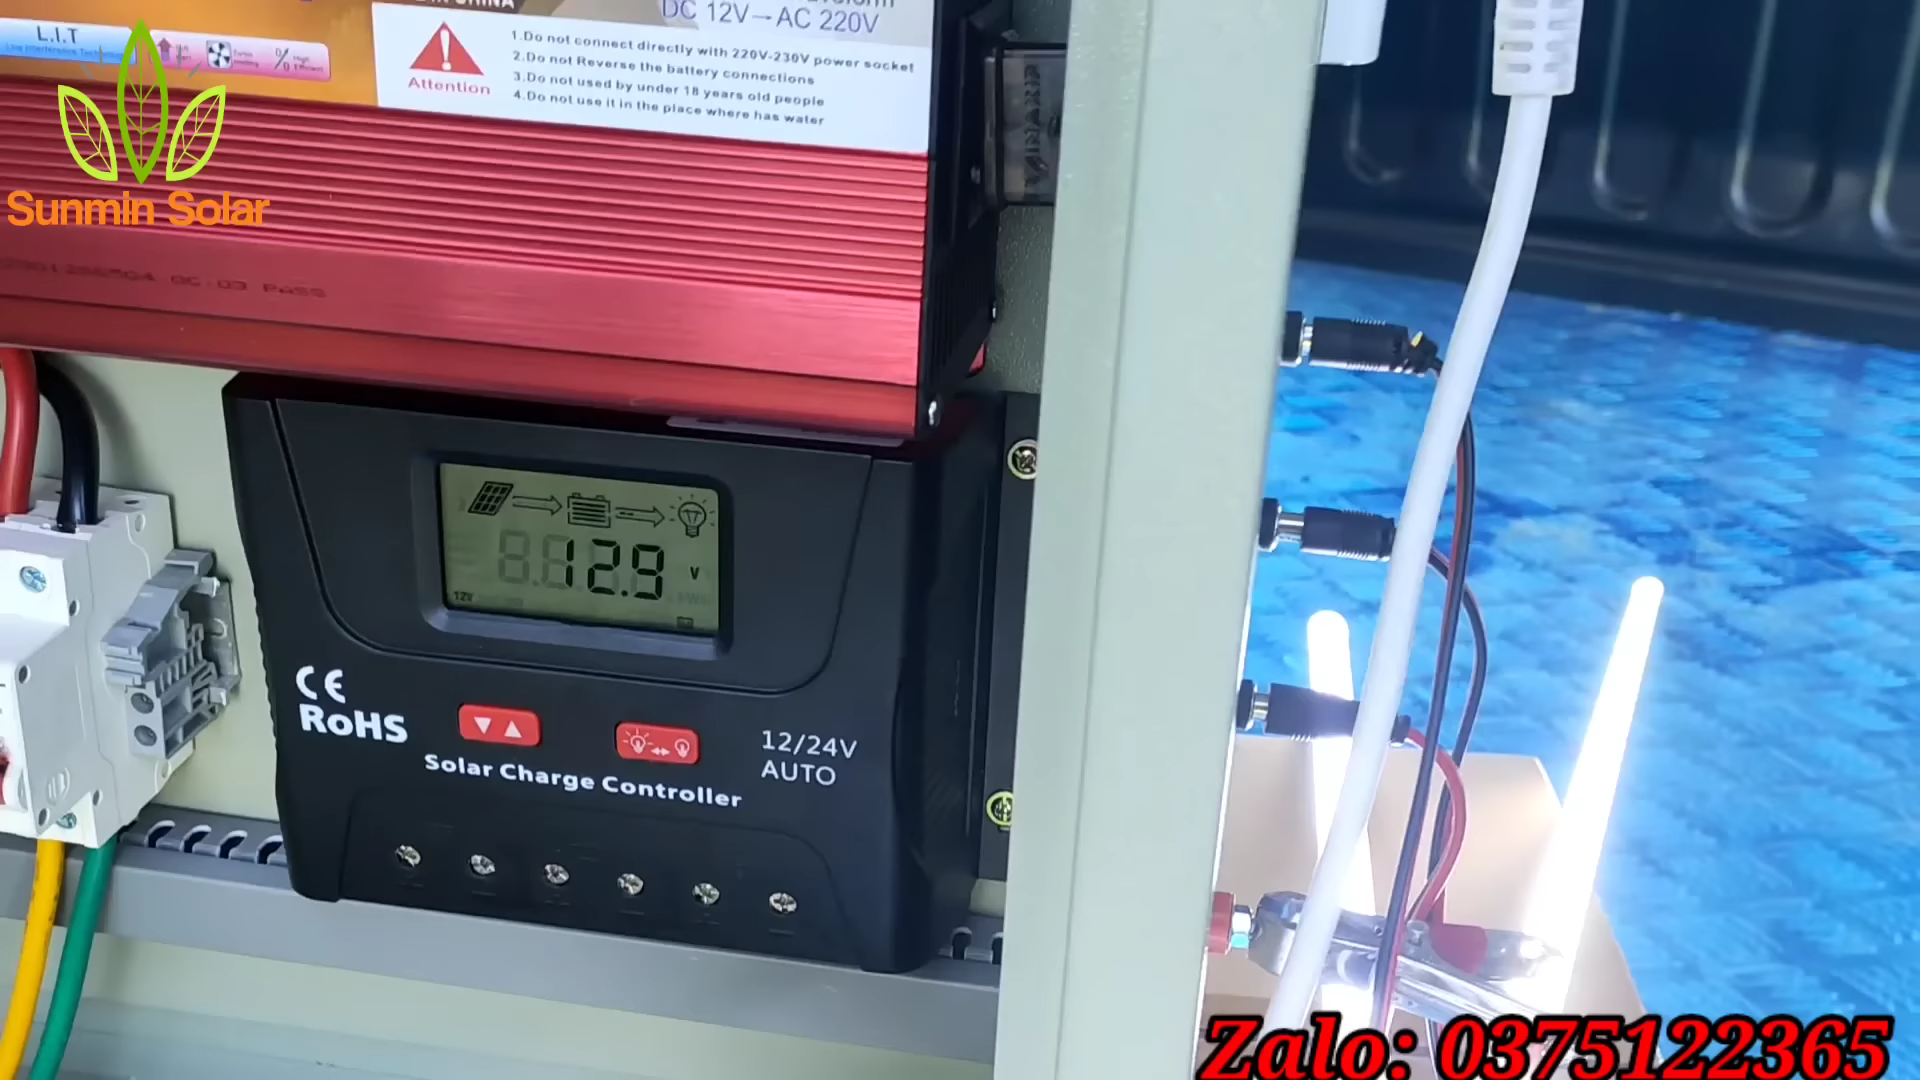 DC 12V—AC 220V
L.I.T
1.Do not connect directly with 220V-230V power socket
2.Do not Reverse the battery connections
3.Do not used by under 18 years old people
4.Do not use it in the place where has water
Attention
Sunmin Solar
PASS
12.9 V
12V
CE
RoHS
Solar Charge Controller
12/24V
AUTO
Zalo: 0375122365